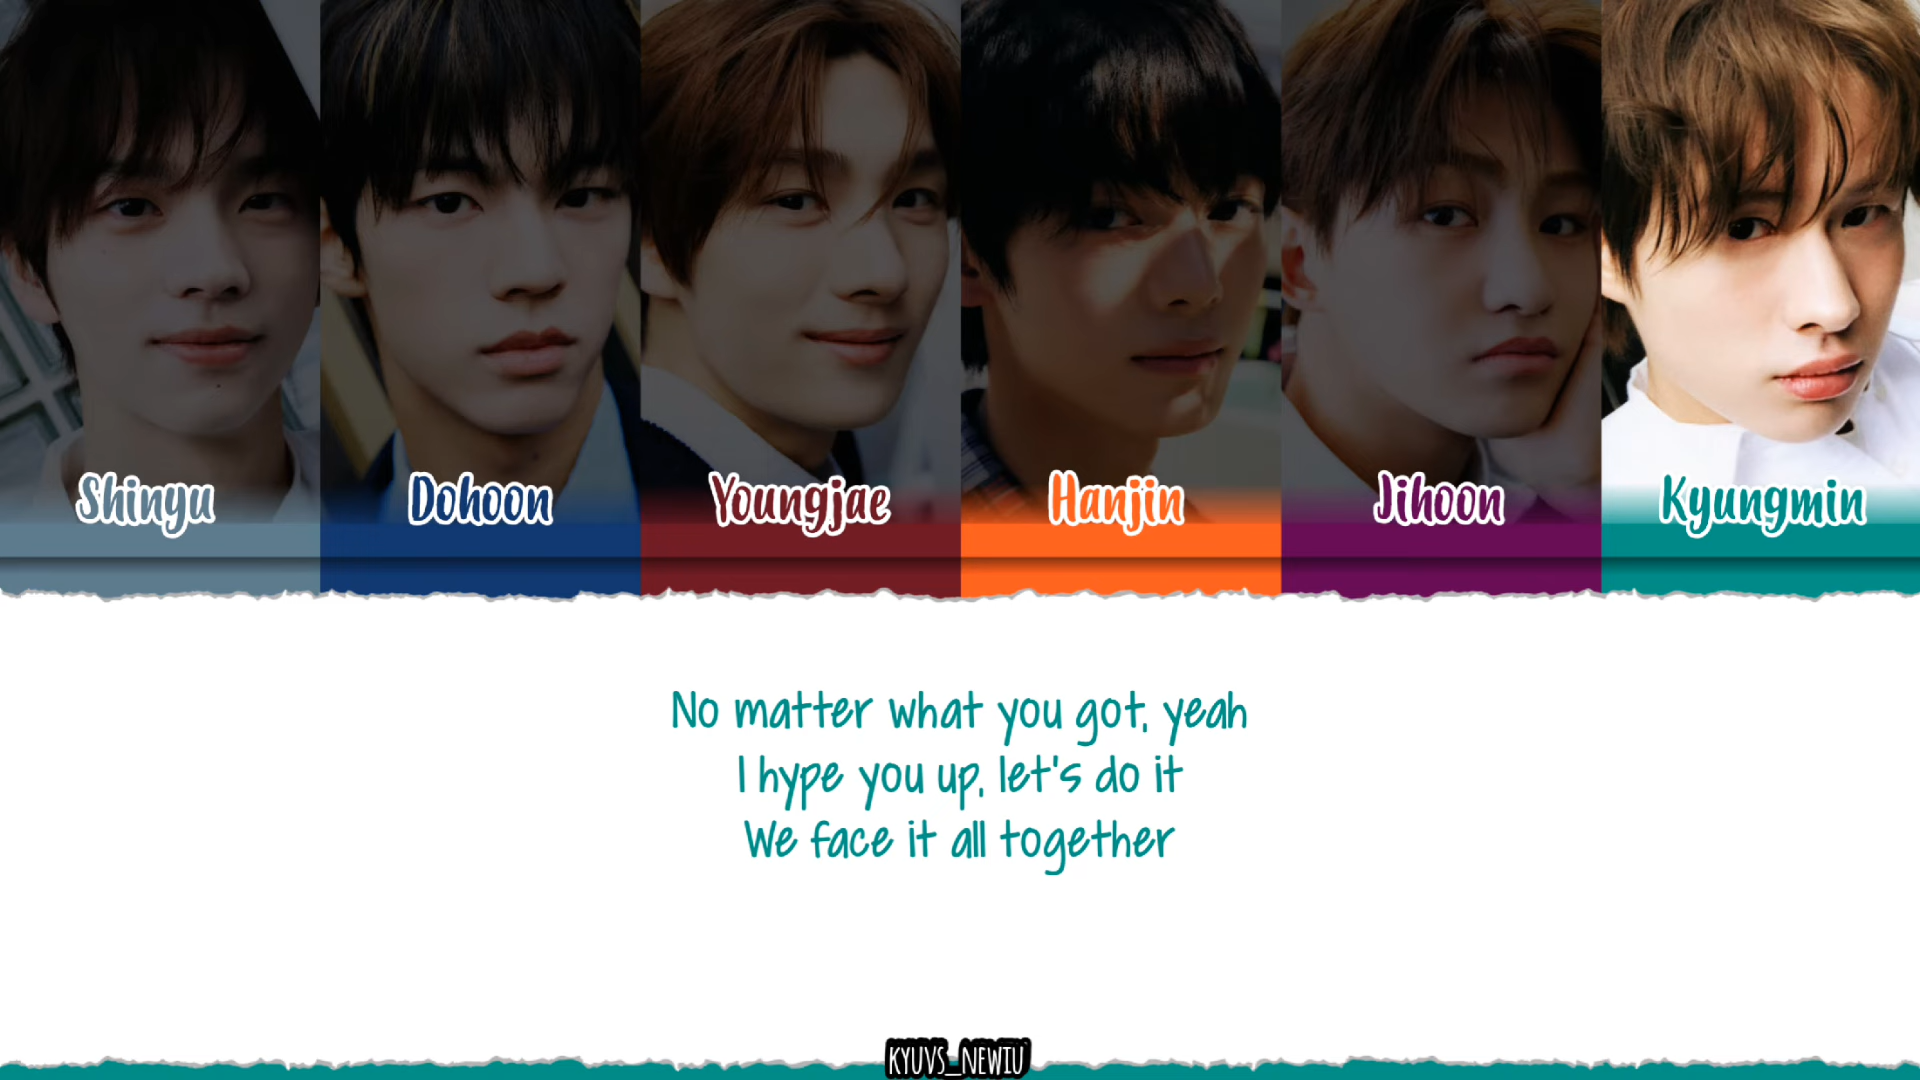 Shinyu
Dohoon
Youngjae
Hanjin
Jihoon
Kyungmin
No matter what you got, yeah
I hype you up, let's do it
We face it all together
KYUVS_NEWIU